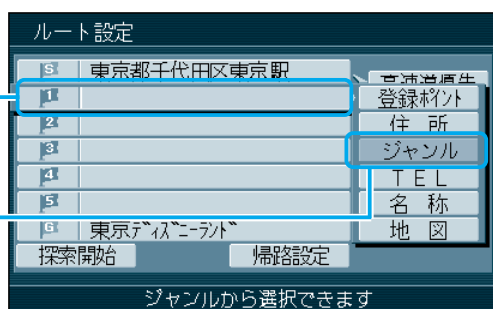 ルート設定
S 東京都千代田区東京駅
1
2
3
4
5
G 東京ディズニーランド
高速道優先
登録ポイント
住 所
ジャンル
TEL
名 称
地 図
探索開始
帰路設定
ジャンルから選択できます